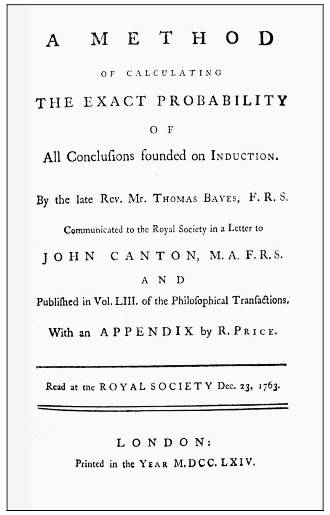 A METHOD
OF CALCULATING
THE EXACT PROBABILITY
OF
All Concluſions founded on INDUCTION.
By the late Rev. Mr. THOMAS BAYES, F. R. S.
Communicated to the Royal Society in a Letter to
JOHN CANTON, M. A. F. R. S.
AND
Publiſhed in Vol. LIII. of the Philoſophical Tranſactions.
With an APPENDIX by R. PRICE.
Read at the ROYAL SOCIETY Dec. 23, 1763.
LONDON:
Printed in the YEAR M.DCC. LXIV.